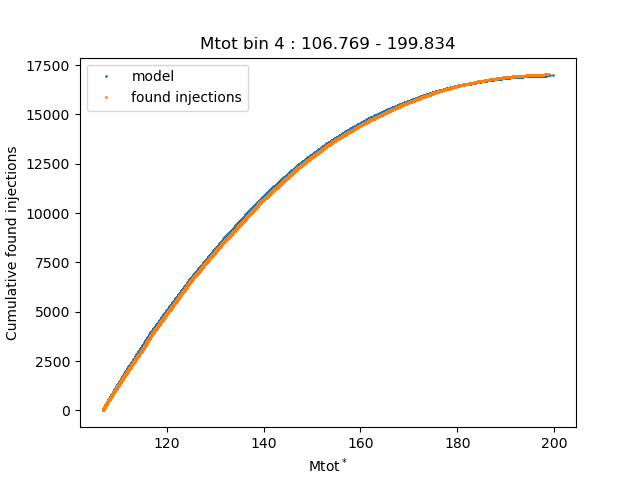 Mtot bin 4 : 106.769 - 199.834
model
found injections
17500
15000
12500
10000
7500
5000
2500
0
Cumulative found injections
120 140 160 180 200
Mtot*